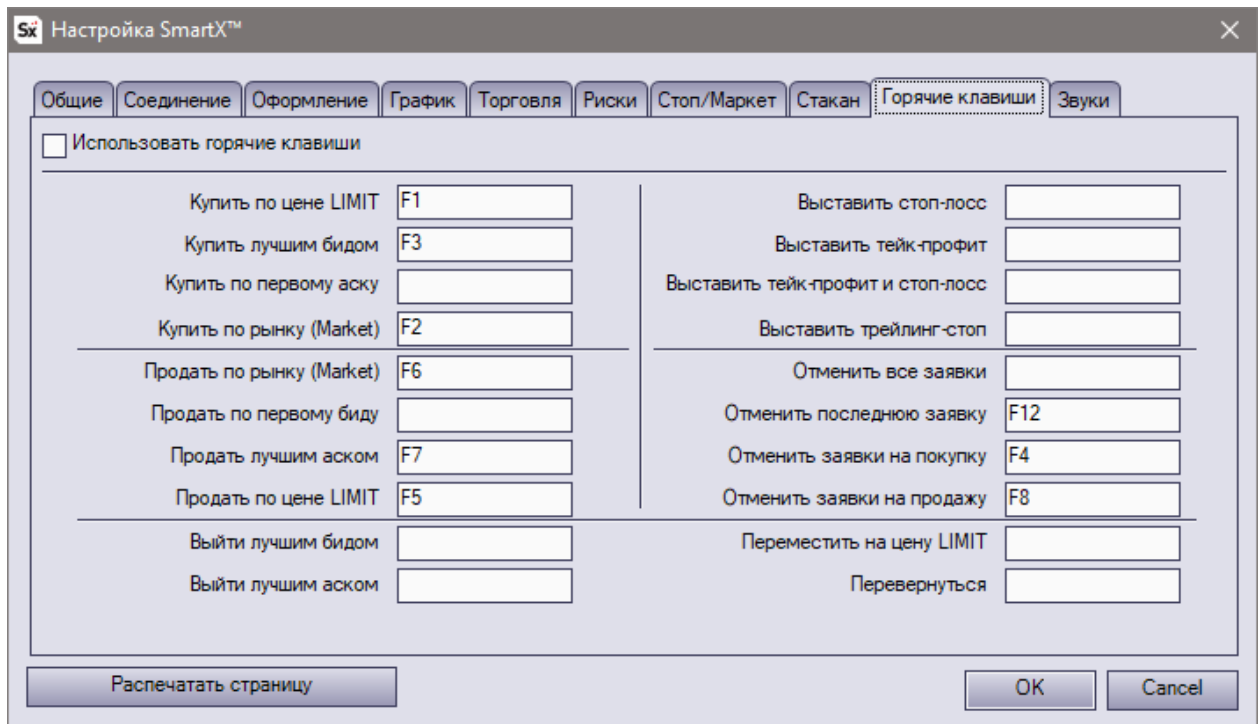 Sx Настройка SmartX™
Общие Соединение Оформление График Торговля Риски Стоп/Маркет Стакан Горячие клавиши Звуки
Использовать горячие клавиши
Купить по цене LIMIT F1 Выставить стоп-лосс
Купить лучшим бидом F3 Выставить тейк-профит
Купить по первому аску Выставить тейк-профит и стоп-лосс
Купить по рынку (Market) F2 Выставить трейлинг-стоп
Продать по рынку (Market) F6 Отменить все заявки
Продать по первому биду Отменить последнюю заявку F12
Продать лучшим аском F7 Отменить заявки на покупку F4
Продать по цене LIMIT F5 Отменить заявки на продажу F8
Выйти лучшим бидом Переместить на цену LIMIT
Выйти лучшим аском Перевернуться
Распечатать страницу OK Cancel